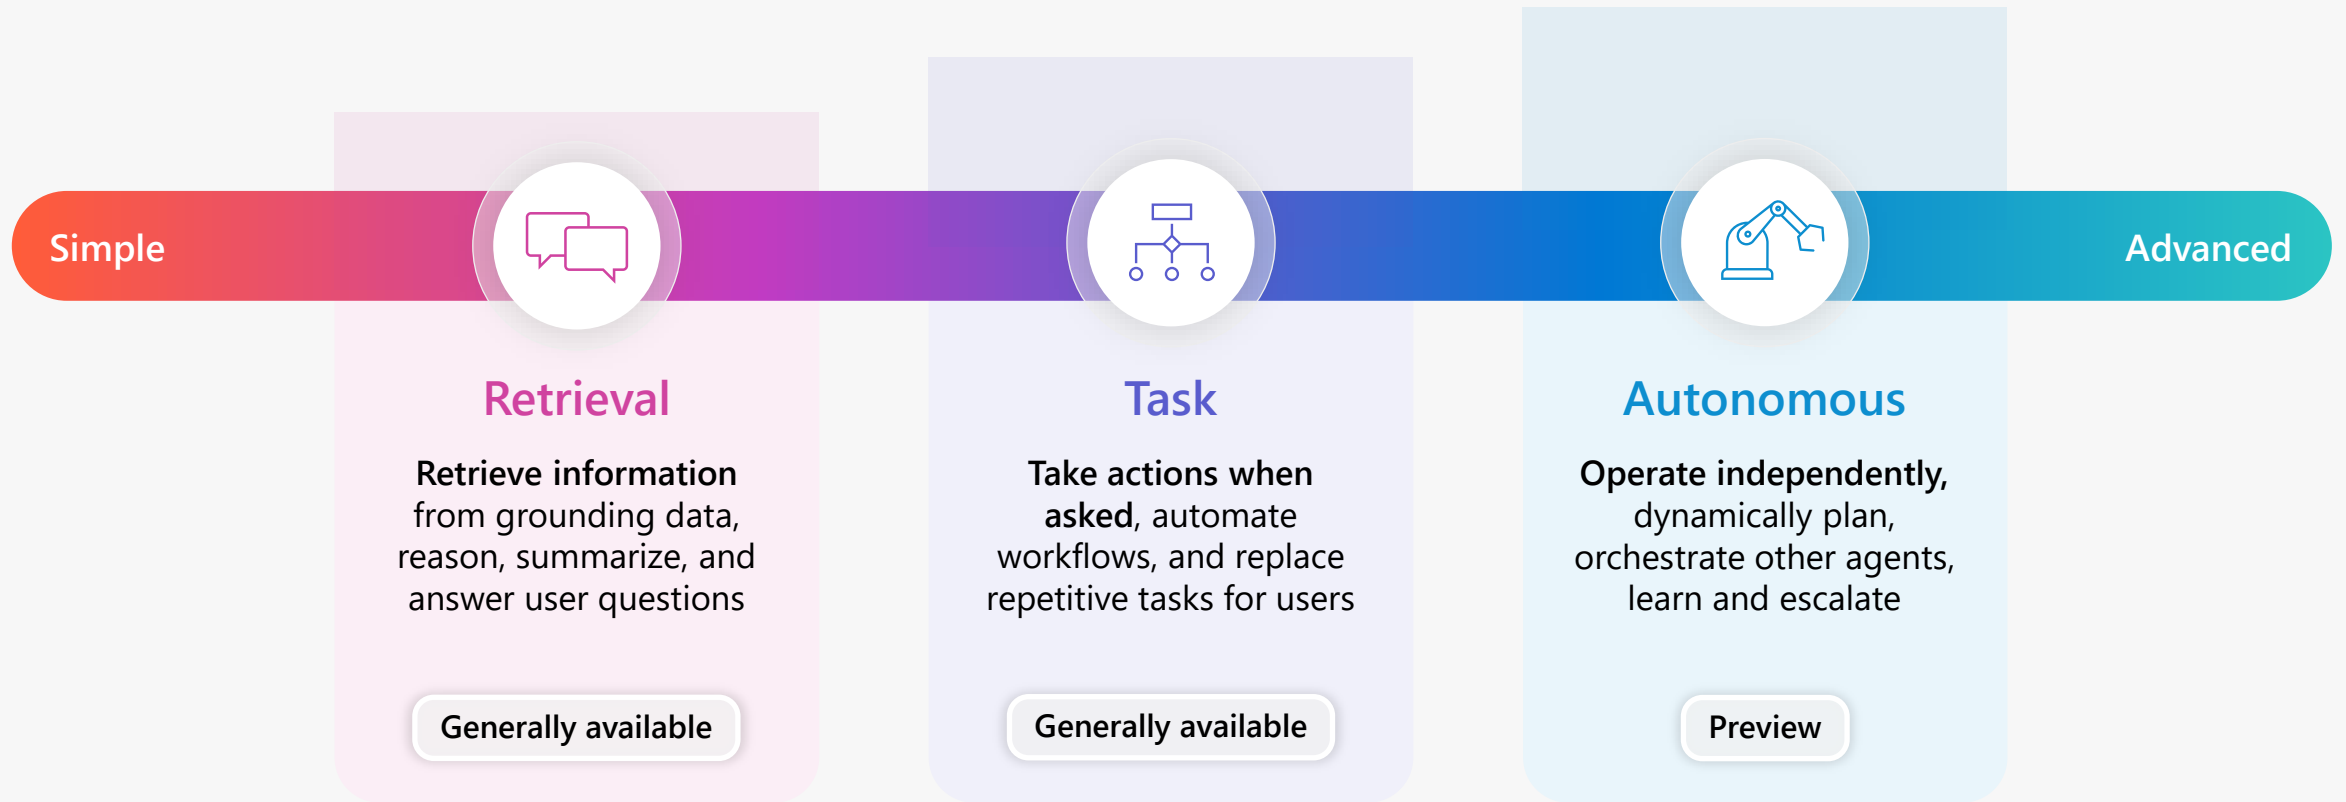 Simple
Advanced
Retrieval
Retrieve information
from grounding data,
reason, summarize, and
answer user questions
Generally available
Task
Take actions when
asked, automate
workflows, and replace
repetitive tasks for users
Generally available
Autonomous
Operate independently,
dynamically plan,
orchestrate other agents,
learn and escalate
Preview